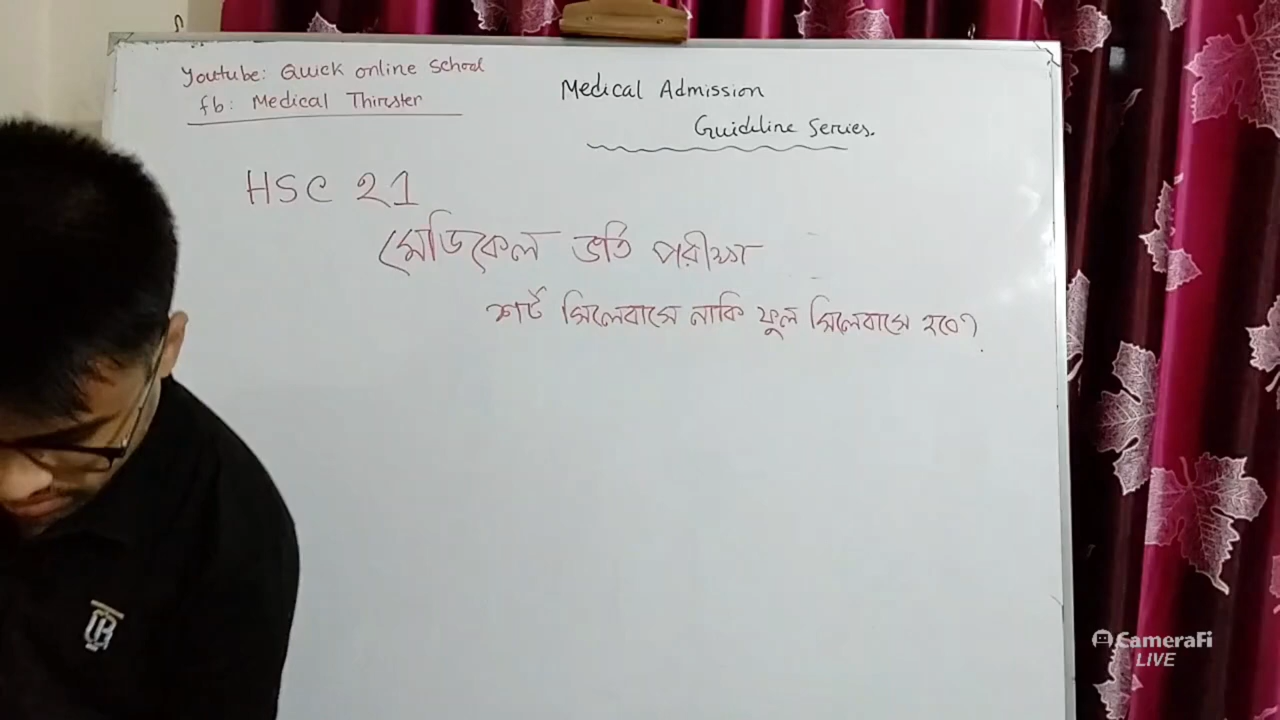 Youtube: Quick online School
fb: Medical Thirster
Medical Admission
Guideline Series.
HSC 21
মেডিকেল ভর্তি পরীক্ষা
শর্ট সিলেবাসে নাকি ফুল সিলেবাসে হবে?
CameraFi
LIVE